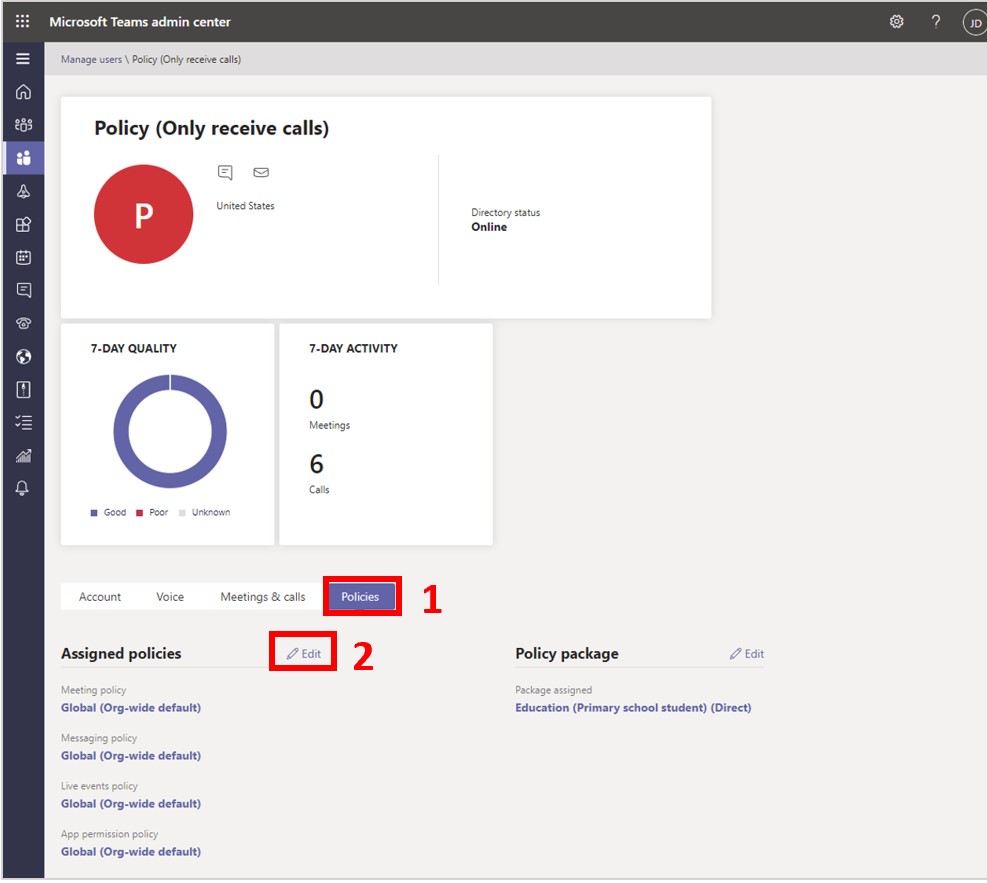 Microsoft Teams admin center
?
JD
Manage users \ Policy (Only receive calls)
Policy (Only receive calls)
P
United States
Directory status
Online
7-DAY QUALITY
Good Poor Unknown
7-DAY ACTIVITY
0
Meetings
6
Calls
Account Voice Meetings & calls Policies 1
Assigned policies Edit 2
Meeting policy
Global (Org-wide default)
Messaging policy
Global (Org-wide default)
Live events policy
Global (Org-wide default)
App permission policy
Global (Org-wide default)
Policy package Edit
Package assigned
Education (Primary school student) (Direct)